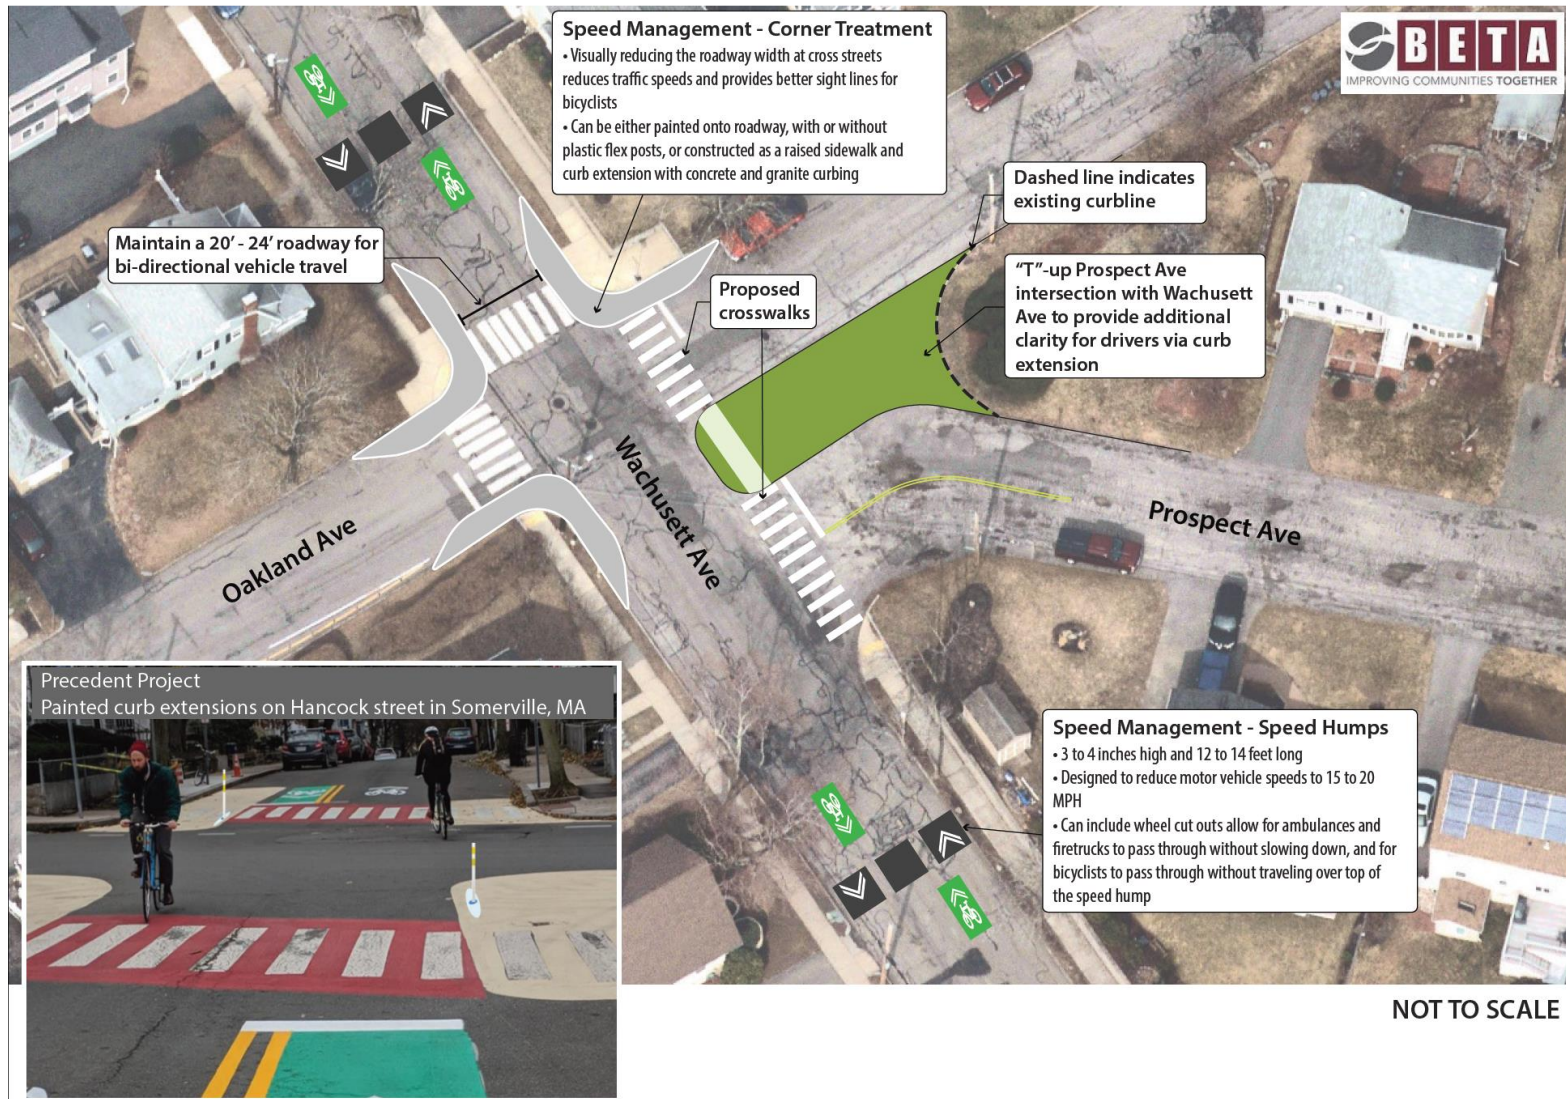 Speed Management - Corner Treatment
• Visually reducing the roadway width at cross streets
reduces traffic speeds and provides better sight lines for
bicyclists
• Can be either painted onto roadway, with or without
plastic flex posts, or constructed as a raised sidewalk and
curb extension with concrete and granite curbing
BETA
IMPROVING COMMUNITIES TOGETHER
Dashed line indicates
existing curbline
Maintain a 20' - 24' roadway for
bi-directional vehicle travel
"T"-up Prospect Ave
intersection with Wachusett
Ave to provide additional
clarity for drivers via curb
extension
Proposed
crosswalks
Wachusett Ave
Prospect Ave
Oakland Ave
Precedent Project
Painted curb extensions on Hancock street in Somerville, MA
Speed Management - Speed Humps
• 3 to 4 inches high and 12 to 14 feet long
• Designed to reduce motor vehicle speeds to 15 to 20
MPH
• Can include wheel cut outs allow for ambulances and
firetrucks to pass through without slowing down, and for
bicyclists to pass through without traveling over top of
the speed hump
NOT TO SCALE